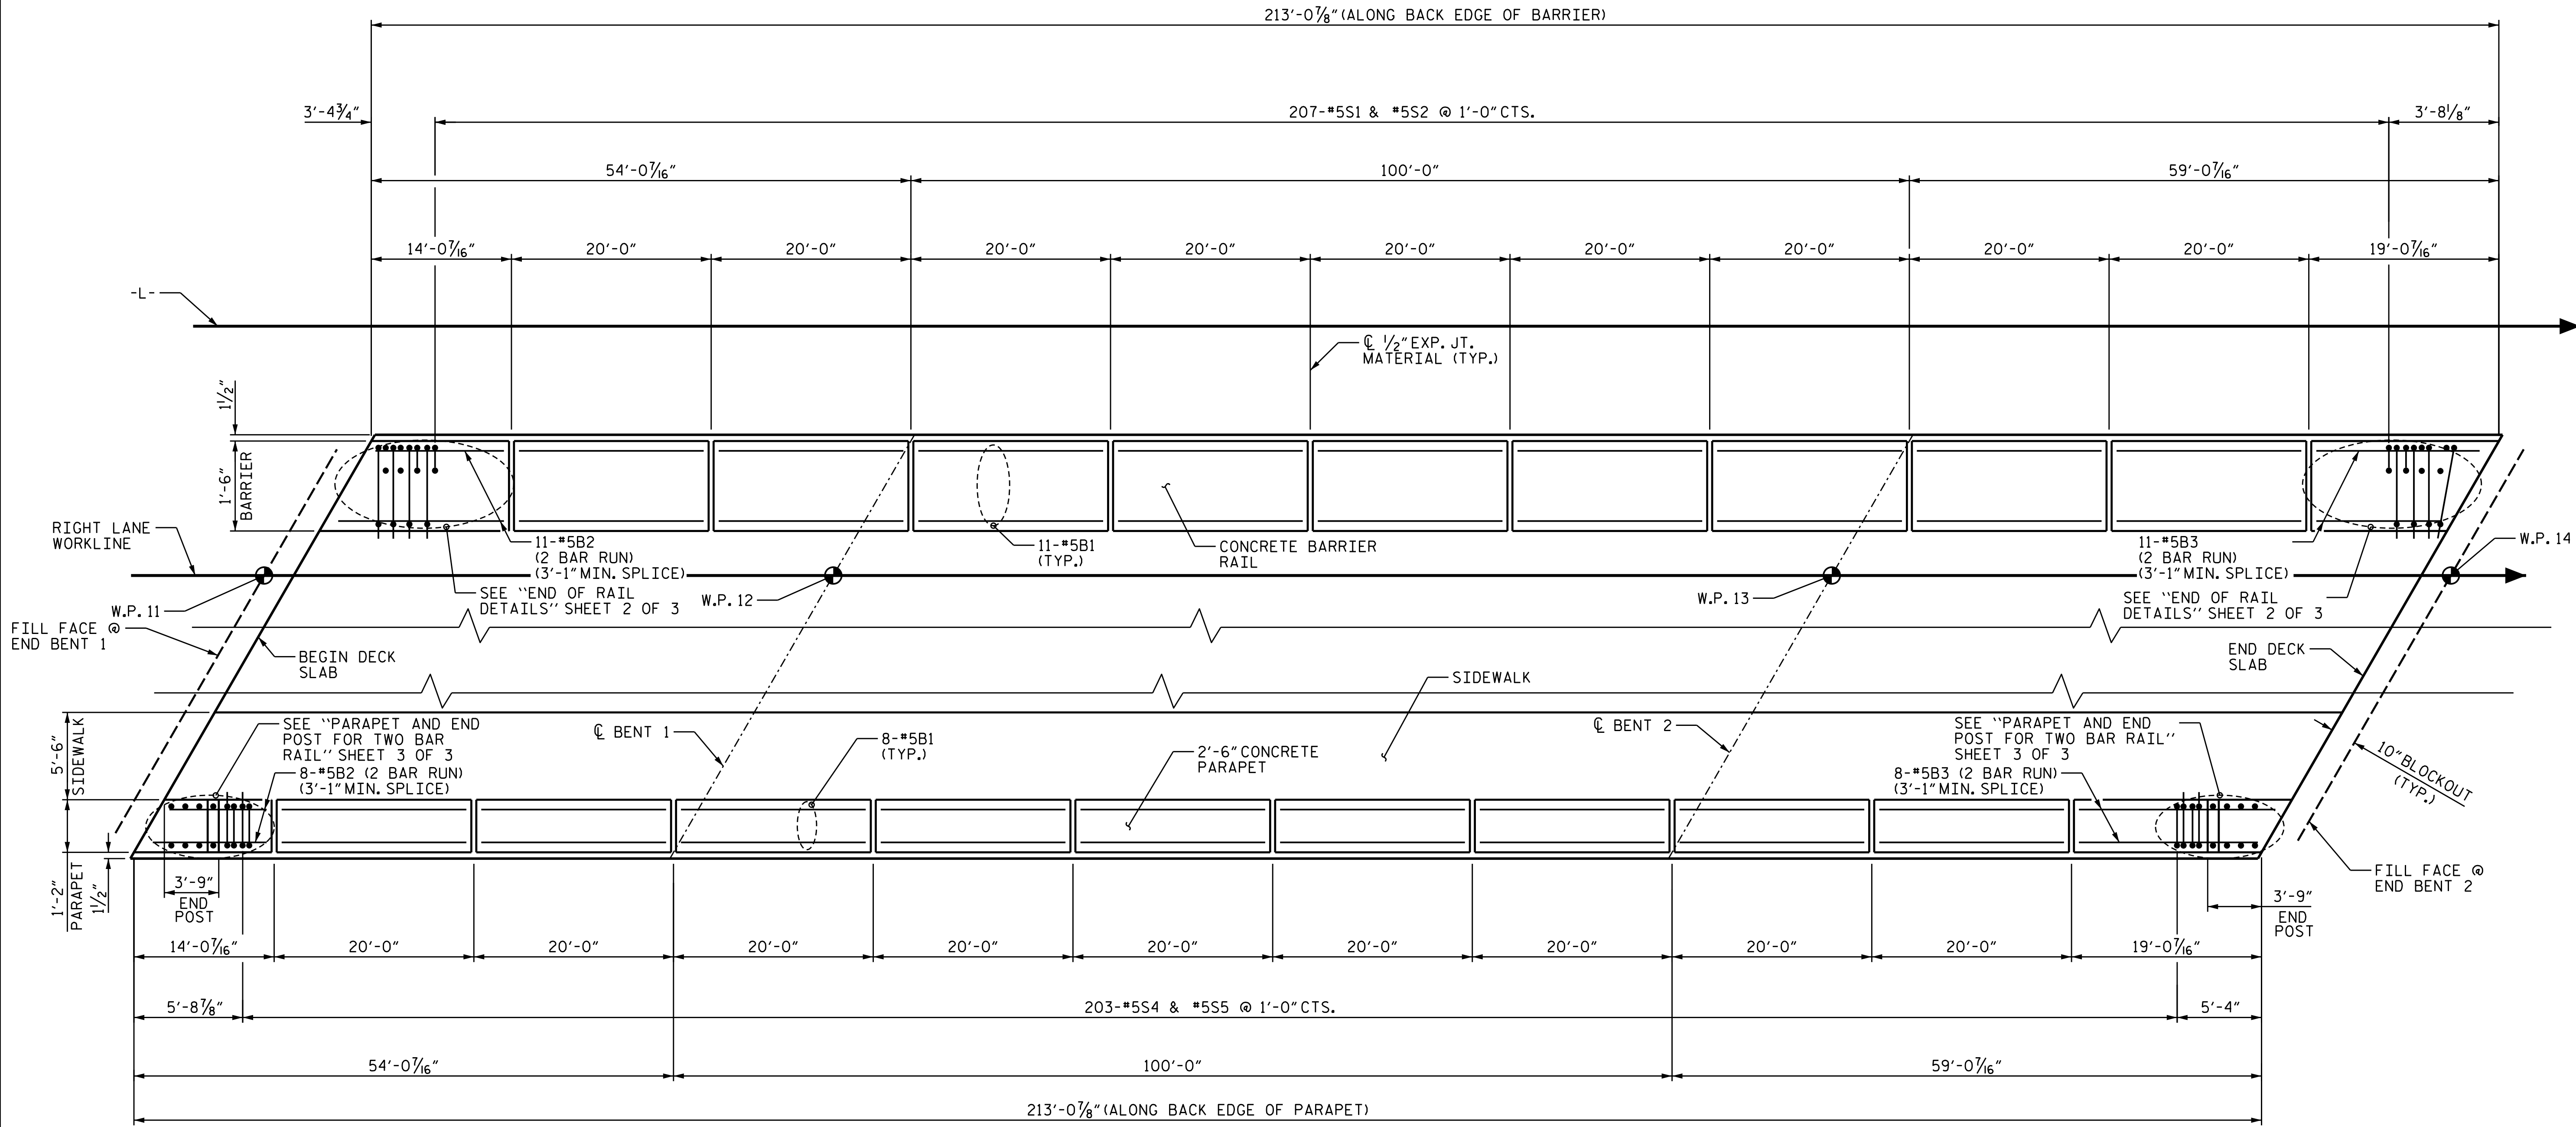 213'-0⅞" (ALONG BACK EDGE OF BARRIER)
3'-4¾"
207-#5S1 & #5S2 @ 1'-0" CTS.
3'-8⅛"
54'-0⁷⁄₁₆"
100'-0"
59'-0⁷⁄₁₆"
14'-0⁷⁄₁₆"
20'-0"
20'-0"
20'-0"
20'-0"
20'-0"
20'-0"
20'-0"
20'-0"
20'-0"
19'-0⁷⁄₁₆"
-L-
℄ ½" EXP. JT.
MATERIAL (TYP.)
1½"
1'-6"
BARRIER
RIGHT LANE
WORKLINE
11-#5B2
(2 BAR RUN)
(3'-1" MIN. SPLICE)
11-#5B1
(TYP.)
CONCRETE BARRIER
RAIL
11-#5B3
(2 BAR RUN)
(3'-1" MIN. SPLICE)
W.P. 14
W.P. 11
SEE "END OF RAIL
DETAILS" SHEET 2 OF 3
W.P. 12
W.P. 13
SEE "END OF RAIL
DETAILS" SHEET 2 OF 3
FILL FACE @
END BENT 1
BEGIN DECK
SLAB
END DECK
SLAB
SIDEWALK
5'-6"
SIDEWALK
SEE "PARAPET AND END
POST FOR TWO BAR
RAIL" SHEET 3 OF 3
8-#5B2 (2 BAR RUN)
(3'-1" MIN. SPLICE)
℄ BENT 1
8-#5B1
(TYP.)
2'-6" CONCRETE
PARAPET
℄ BENT 2
SEE "PARAPET AND END
POST FOR TWO BAR RAIL"
SHEET 3 OF 3
8-#5B3 (2 BAR RUN)
(3'-1" MIN. SPLICE)
10" BLOCKOUT
(TYP.)
1'-2"
PARAPET
1½"
3'-9"
END
POST
FILL FACE @
END BENT 2
3'-9"
END
POST
14'-0⁷⁄₁₆"
20'-0"
20'-0"
20'-0"
20'-0"
20'-0"
20'-0"
20'-0"
20'-0"
20'-0"
19'-0⁷⁄₁₆"
5'-8⅞"
203-#5S4 & #5S5 @ 1'-0" CTS.
5'-4"
54'-0⁷⁄₁₆"
100'-0"
59'-0⁷⁄₁₆"
213'-0⅞" (ALONG BACK EDGE OF PARAPET)